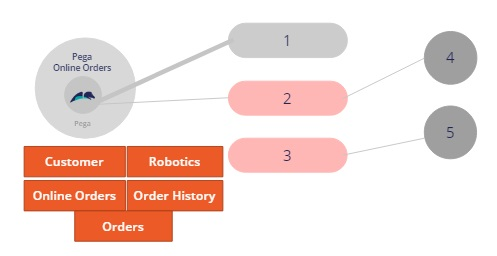 Pega
Online Orders
Pega
1
2
3
4
5
Customer
Robotics
Online Orders
Order History
Orders